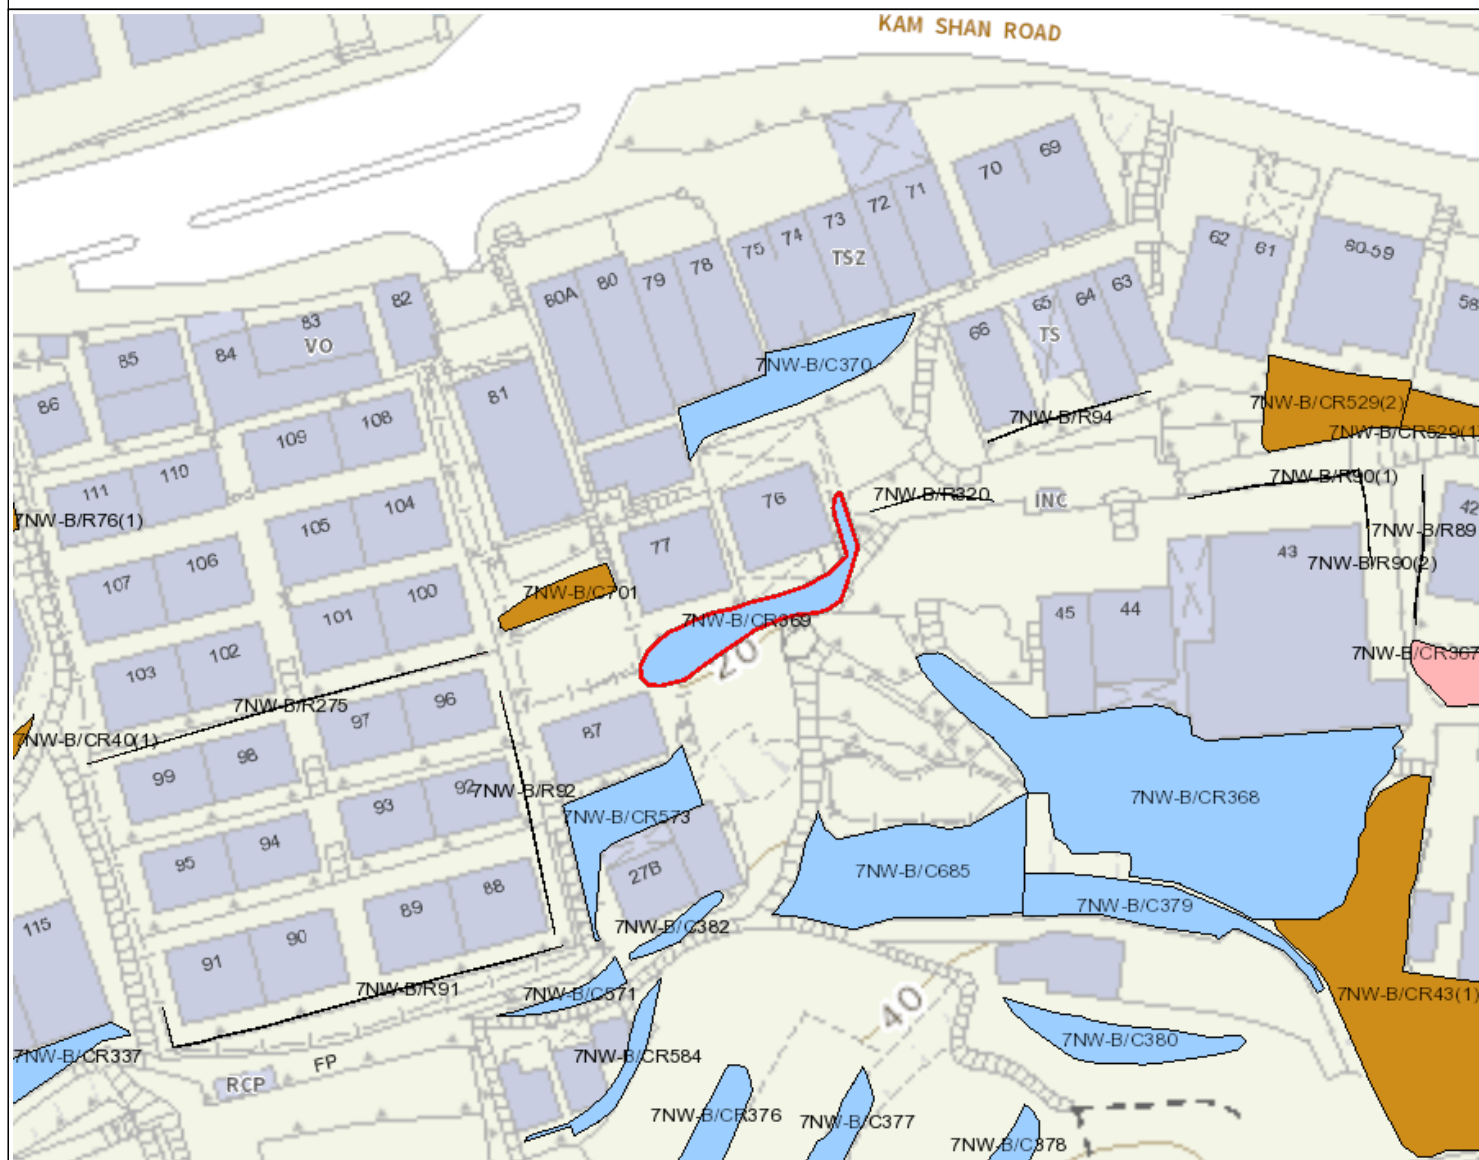 KAM SHAN ROAD
69
70
71
72
73
74
75
TSZ
62
61
60-59
58
78
79
80
80A
82
83
VO
84
85
86
63
64
65
TS
66
7NW-B/C370
81
7NW-B/R94
7NW-B/CR529(2)
7NW-B/CR529(1)
108
109
110
111
7NW-B/R76(1)
104
105
106
107
76
77
7NW-B/R320
INC
7NW-B/R90(1)
42
7NW-B/R89
7NW-B/R90(2)
43
44
45
7NW-B/C701
7NW-B/CR369
20
7NW-B/CR367
100
101
102
103
7NW-B/R275
7NW-B/CR40(1)
96
97
98
99
87
7NW-B/R92
92
93
94
95
7NW-B/CR573
27B
7NW-B/CR368
7NW-B/C685
7NW-B/C379
7NW-B/C382
88
89
90
91
115
7NW-B/R91
7NW-B/C571
40
7NW-B/CR43(1)
7NW-B/CR337
FP
RCP
7NW-B/CR584
7NW-B/C380
7NW-B/CR376
7NW-B/C377
7NW-B/C378